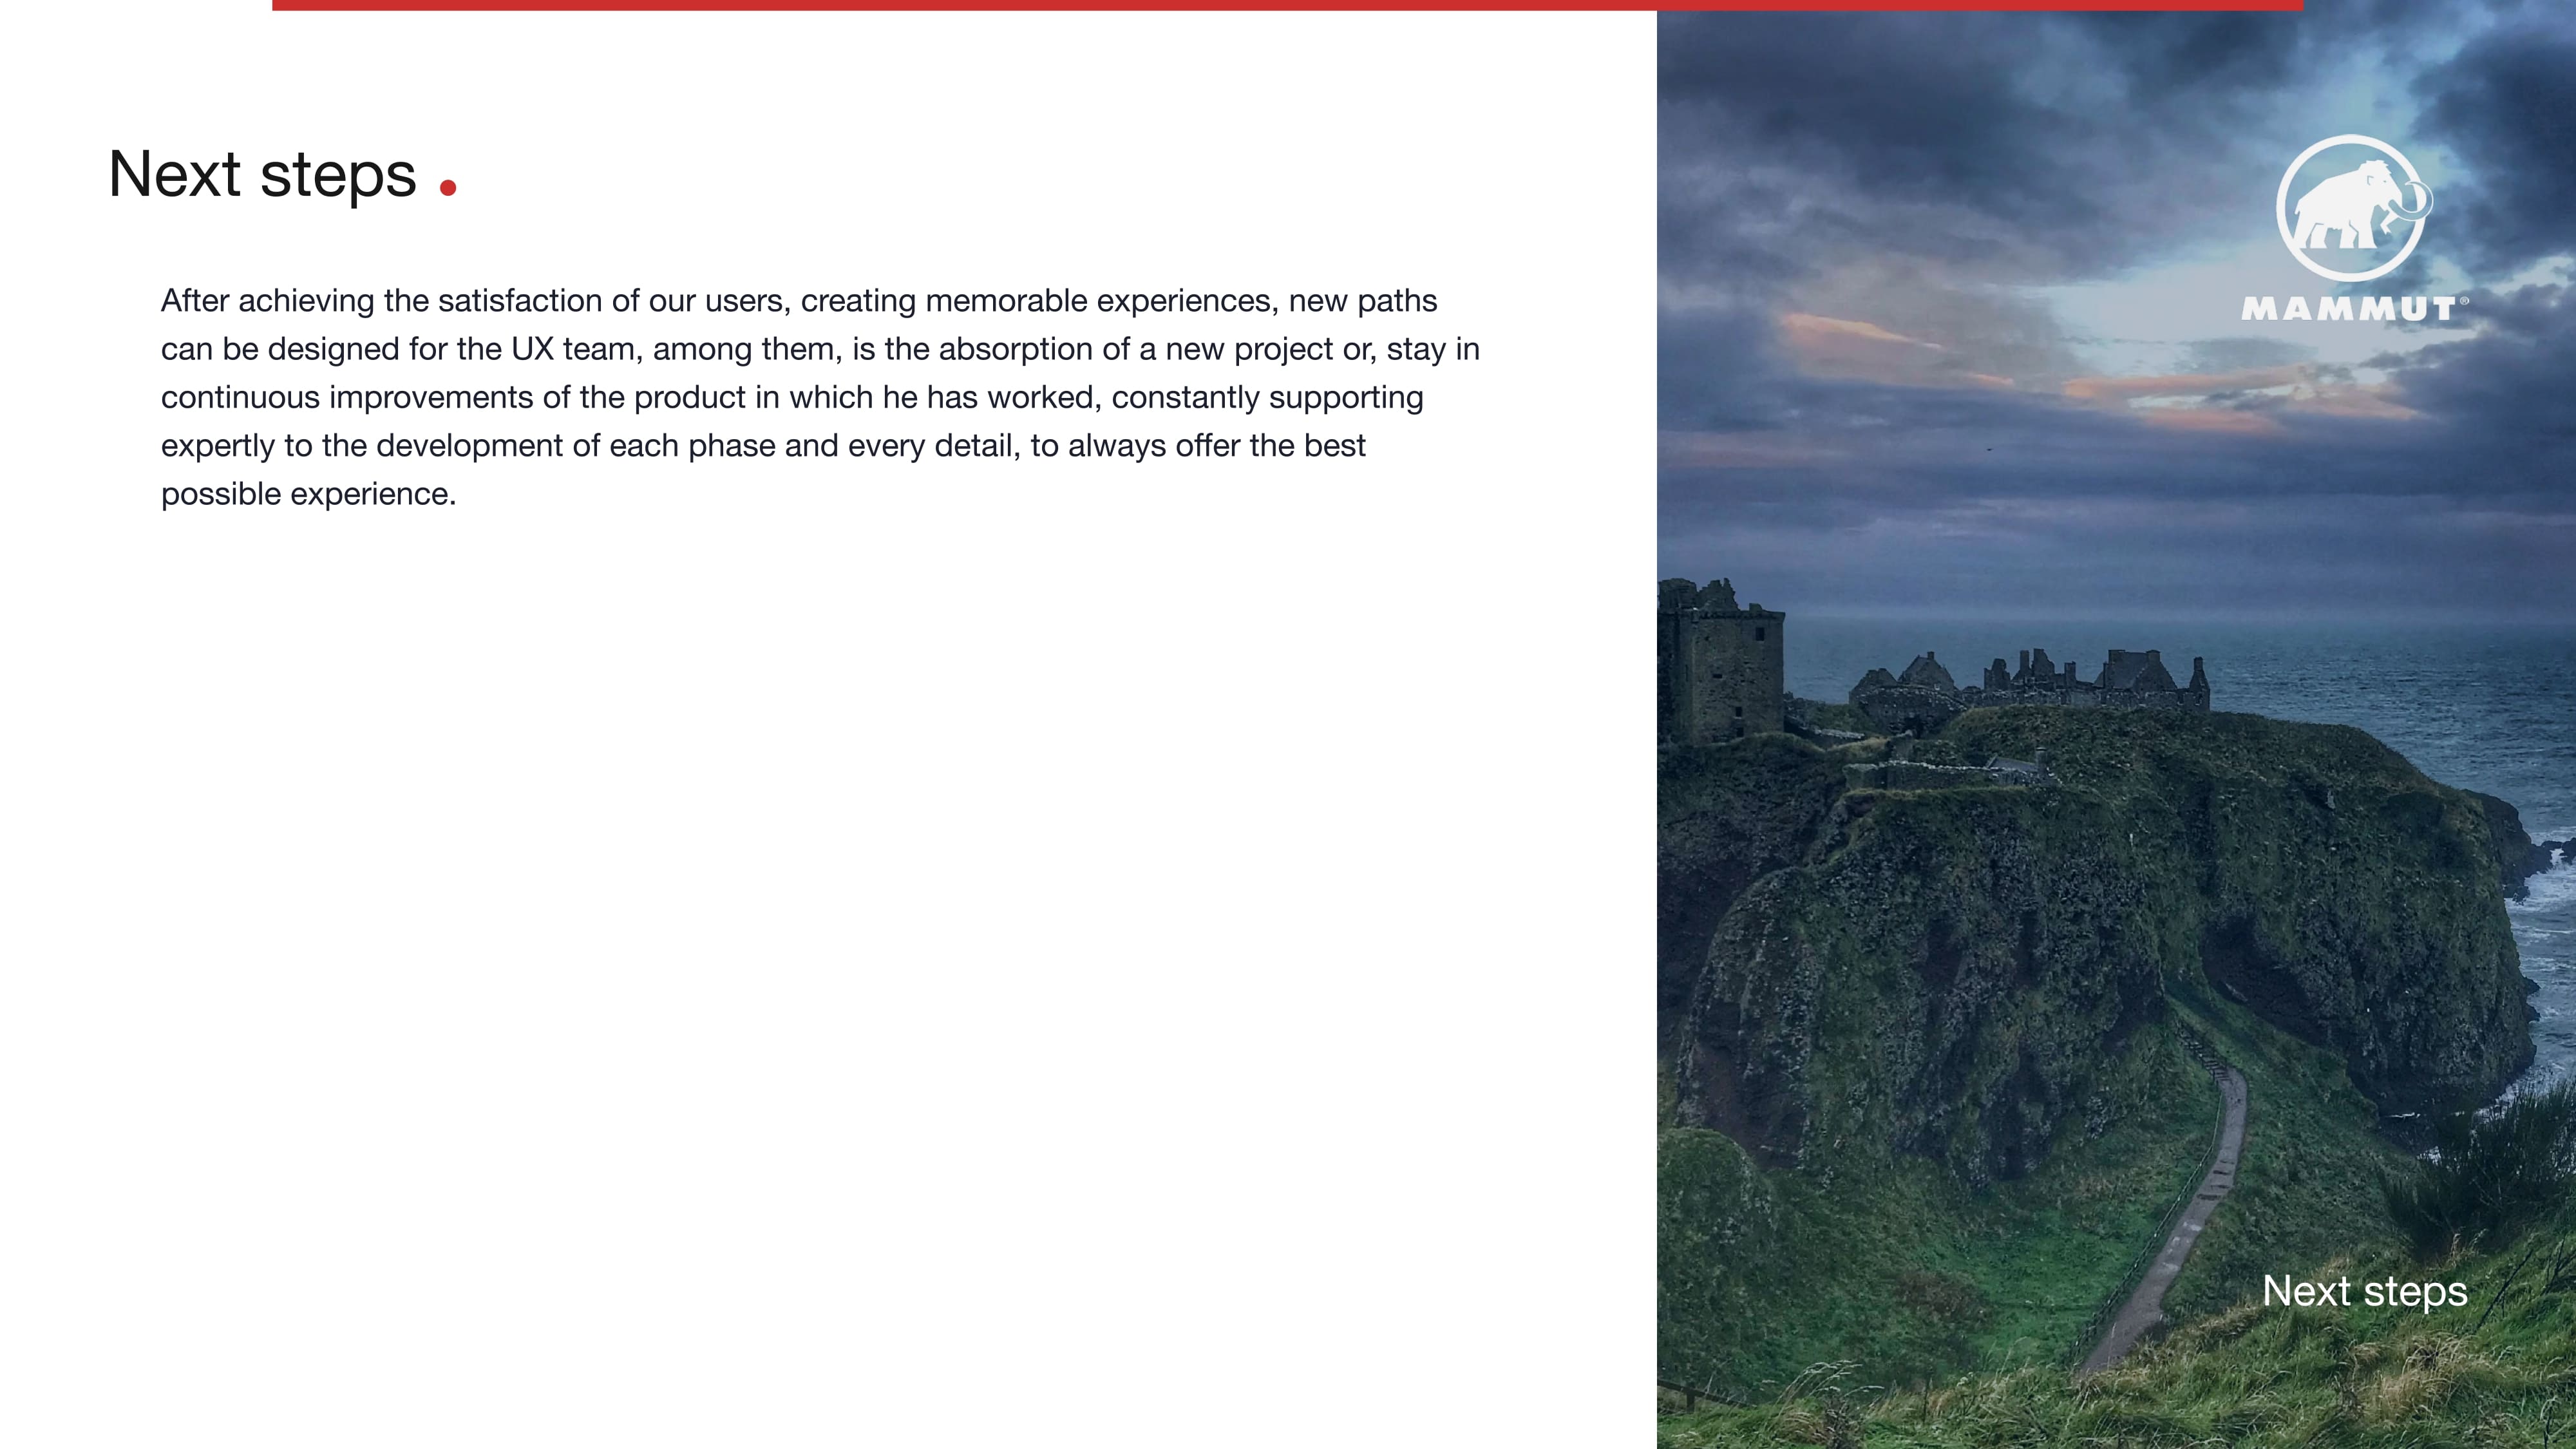 Next steps .
After achieving the satisfaction of our users, creating memorable experiences, new paths
can be designed for the UX team, among them, is the absorption of a new project or, stay in
continuous improvements of the product in which he has worked, constantly supporting
expertly to the development of each phase and every detail, to always offer the best
possible experience.
MAMMUT®
Next steps